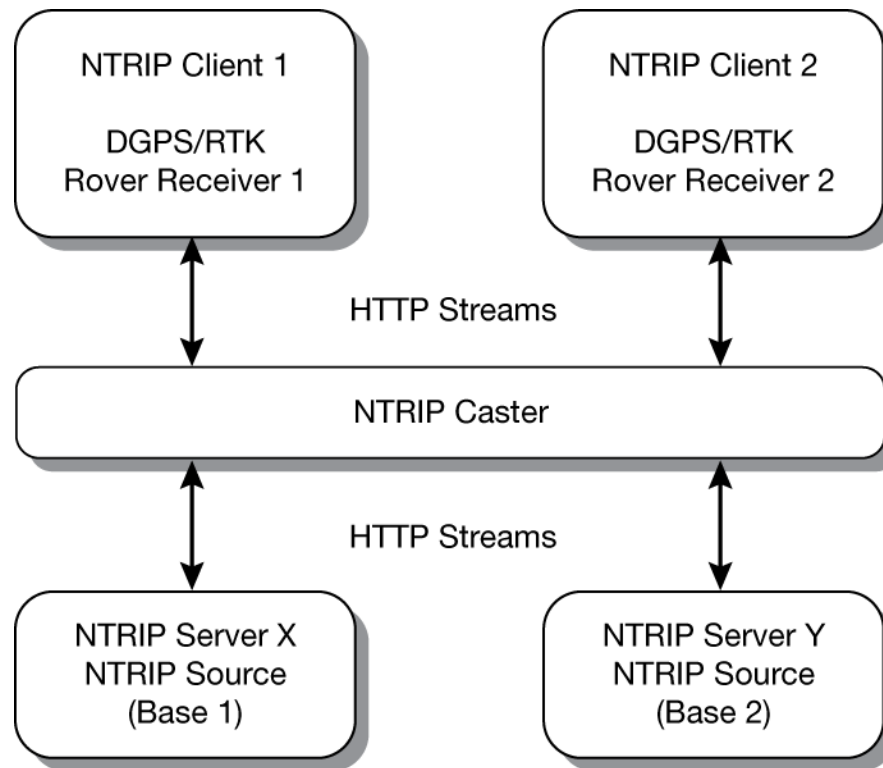 NTRIP Client 1
DGPS/RTK
Rover Receiver 1
NTRIP Client 2
DGPS/RTK
Rover Receiver 2
HTTP Streams
NTRIP Caster
HTTP Streams
NTRIP Server X
NTRIP Source
(Base 1)
NTRIP Server Y
NTRIP Source
(Base 2)